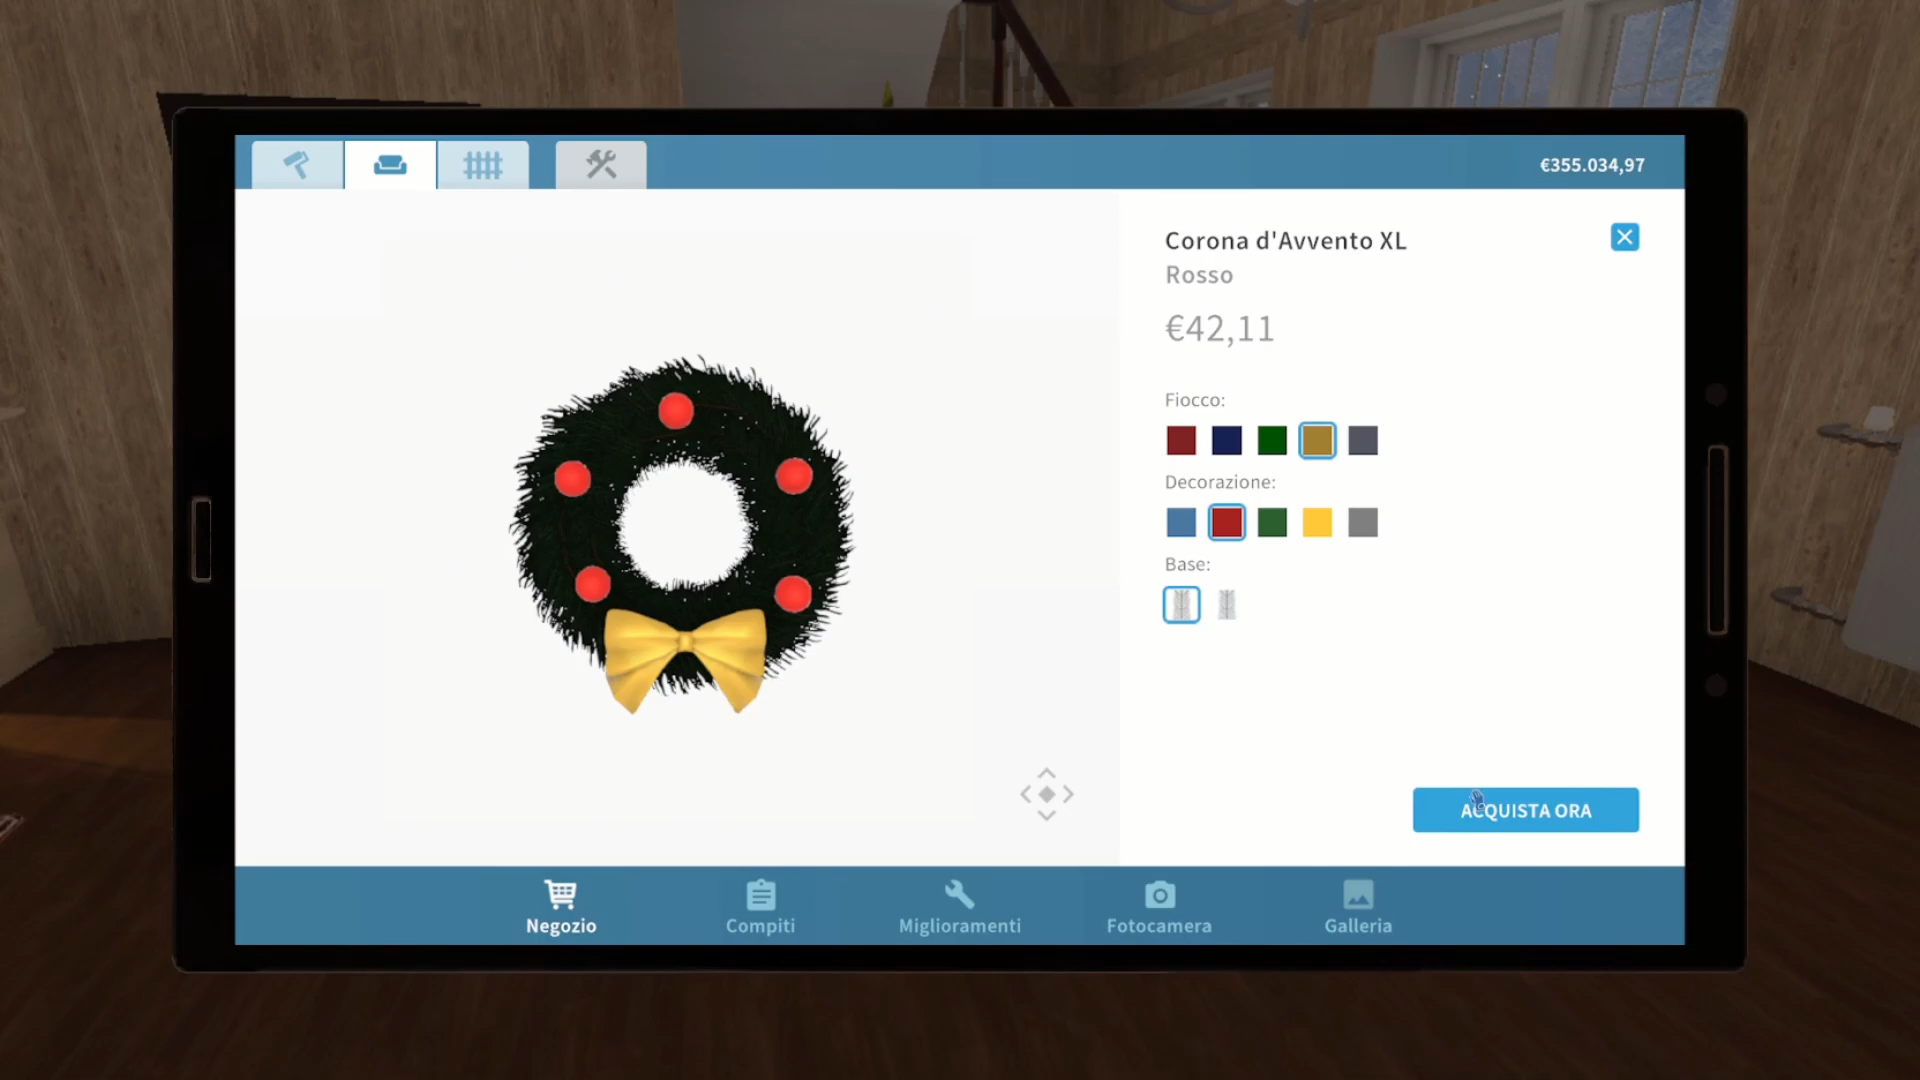 €355.034,97
Corona d'Avvento XL
Rosso
€42,11
Fiocco:
Decorazione:
Base:
ACQUISTA ORA
Negozio
Compiti
Miglioramenti
Fotocamera
Galleria